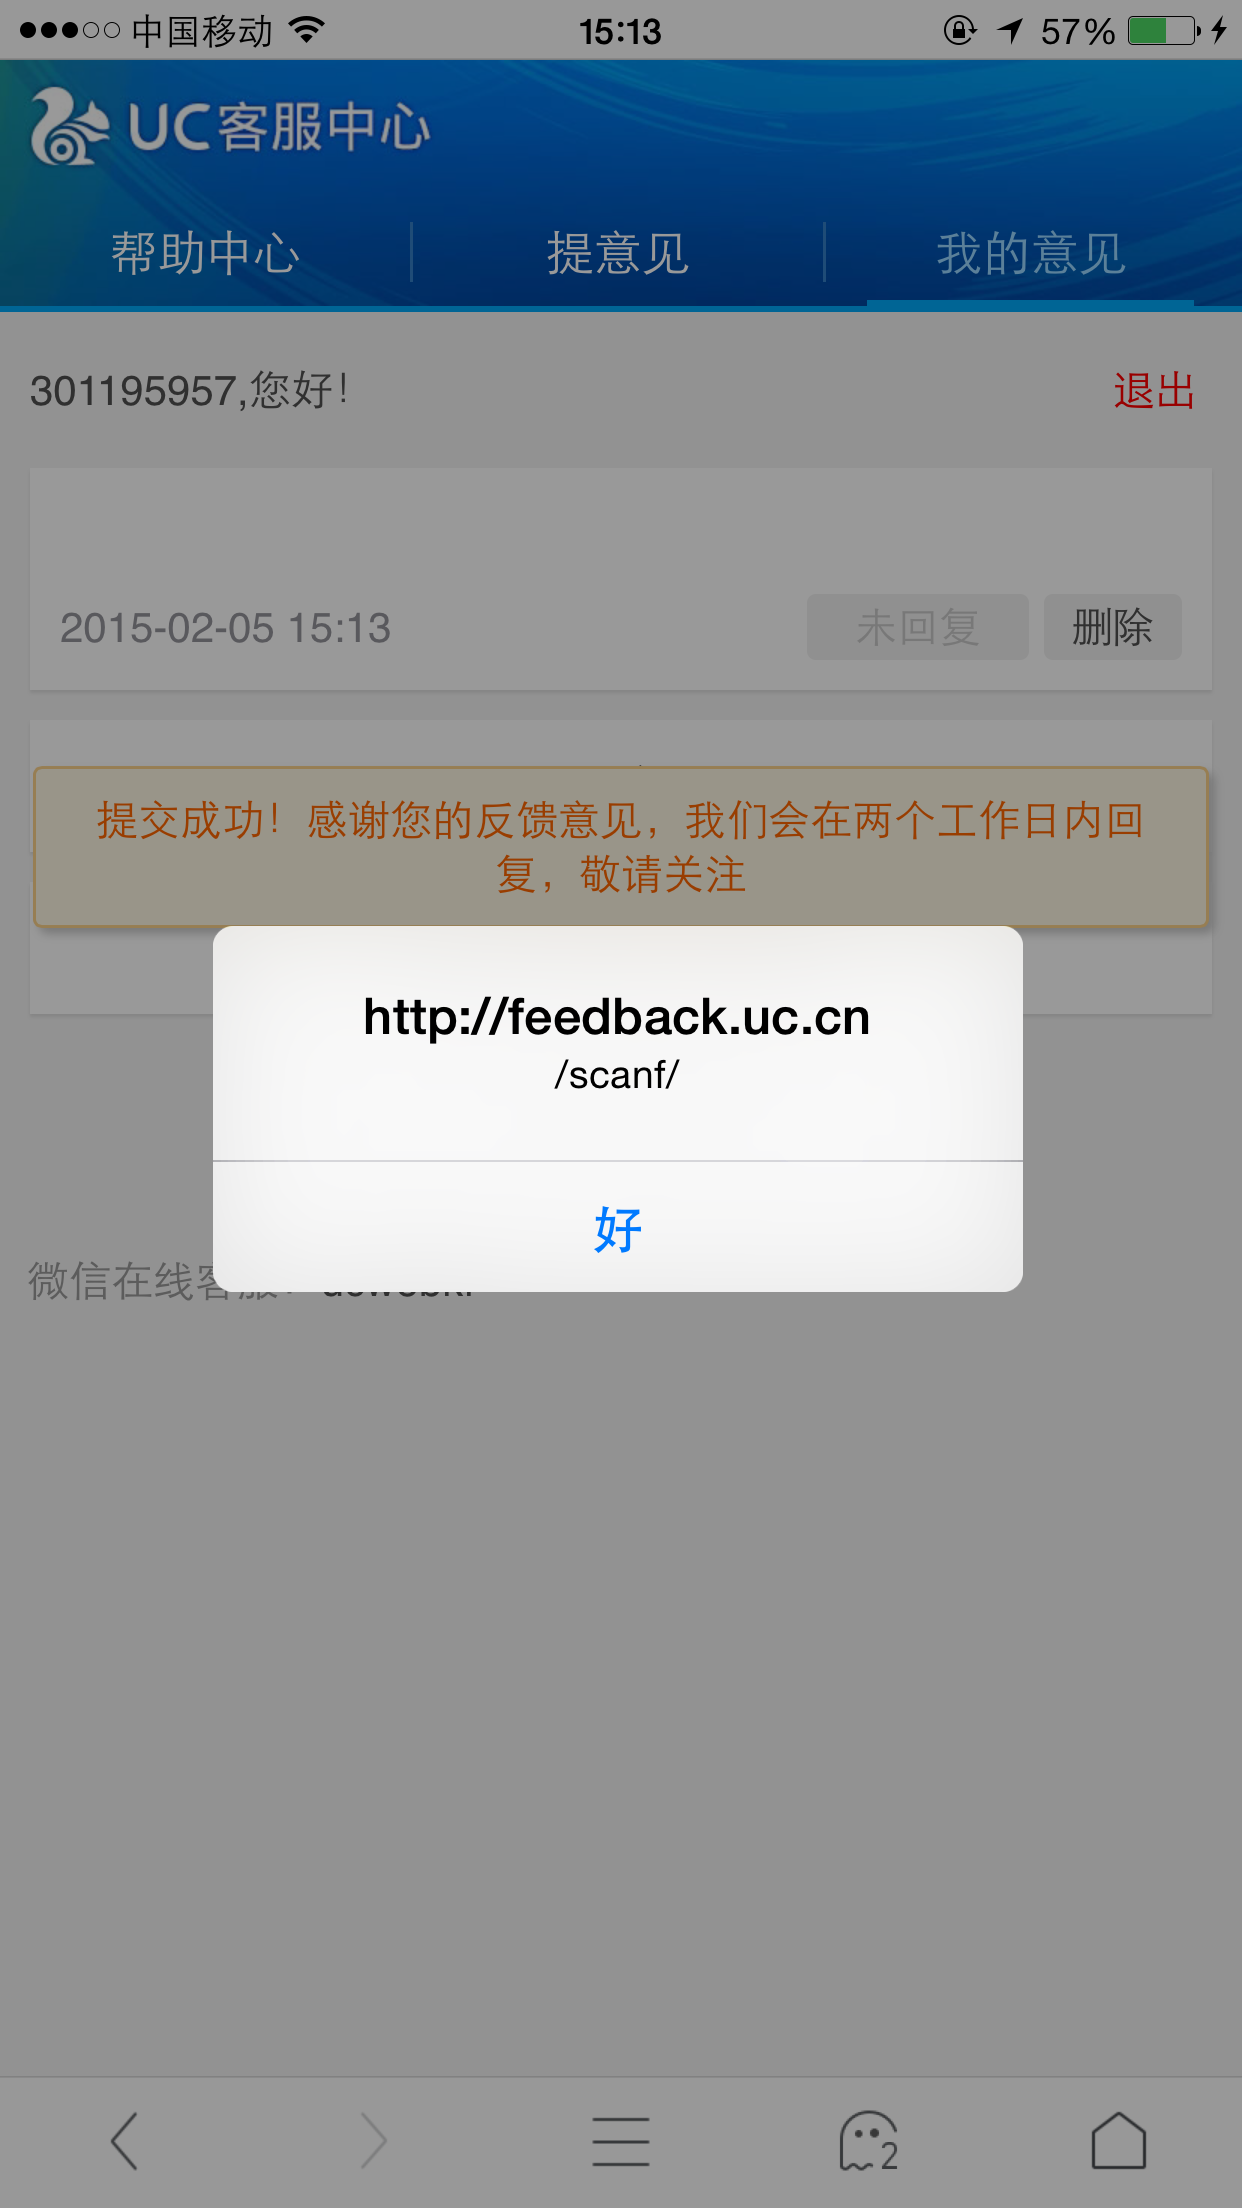 中国移动 15:13 57%
UC客服中心
帮助中心 提意见 我的意见
301195957,您好！ 退出
2015-02-05 15:13 未回复 删除
提交成功！感谢您的反馈意见，我们会在两个工作日内回
复，敬请关注
http://feedback.uc.cn
/scanf/
好
微信在线客服：
2